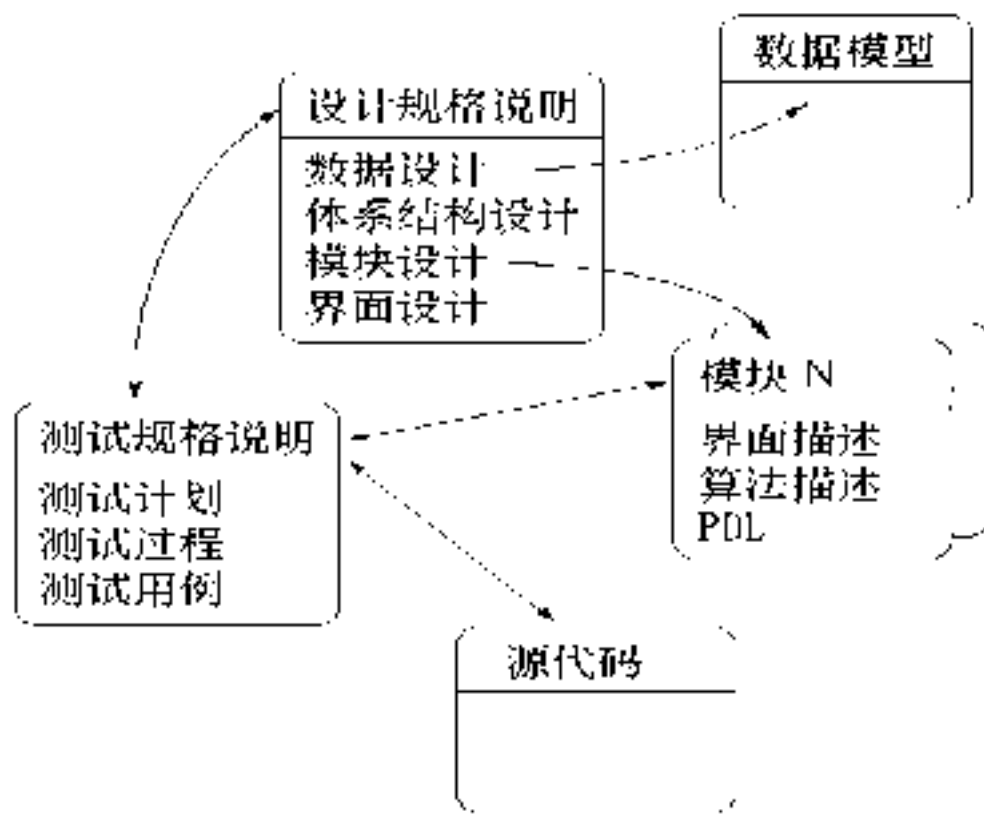 数据模型
设计规格说明
数据设计
体系结构设计
模块设计
界面设计
模块 N
界面描述
算法描述
PDL
测试规格说明
测试计划
测试过程
测试用例
源代码